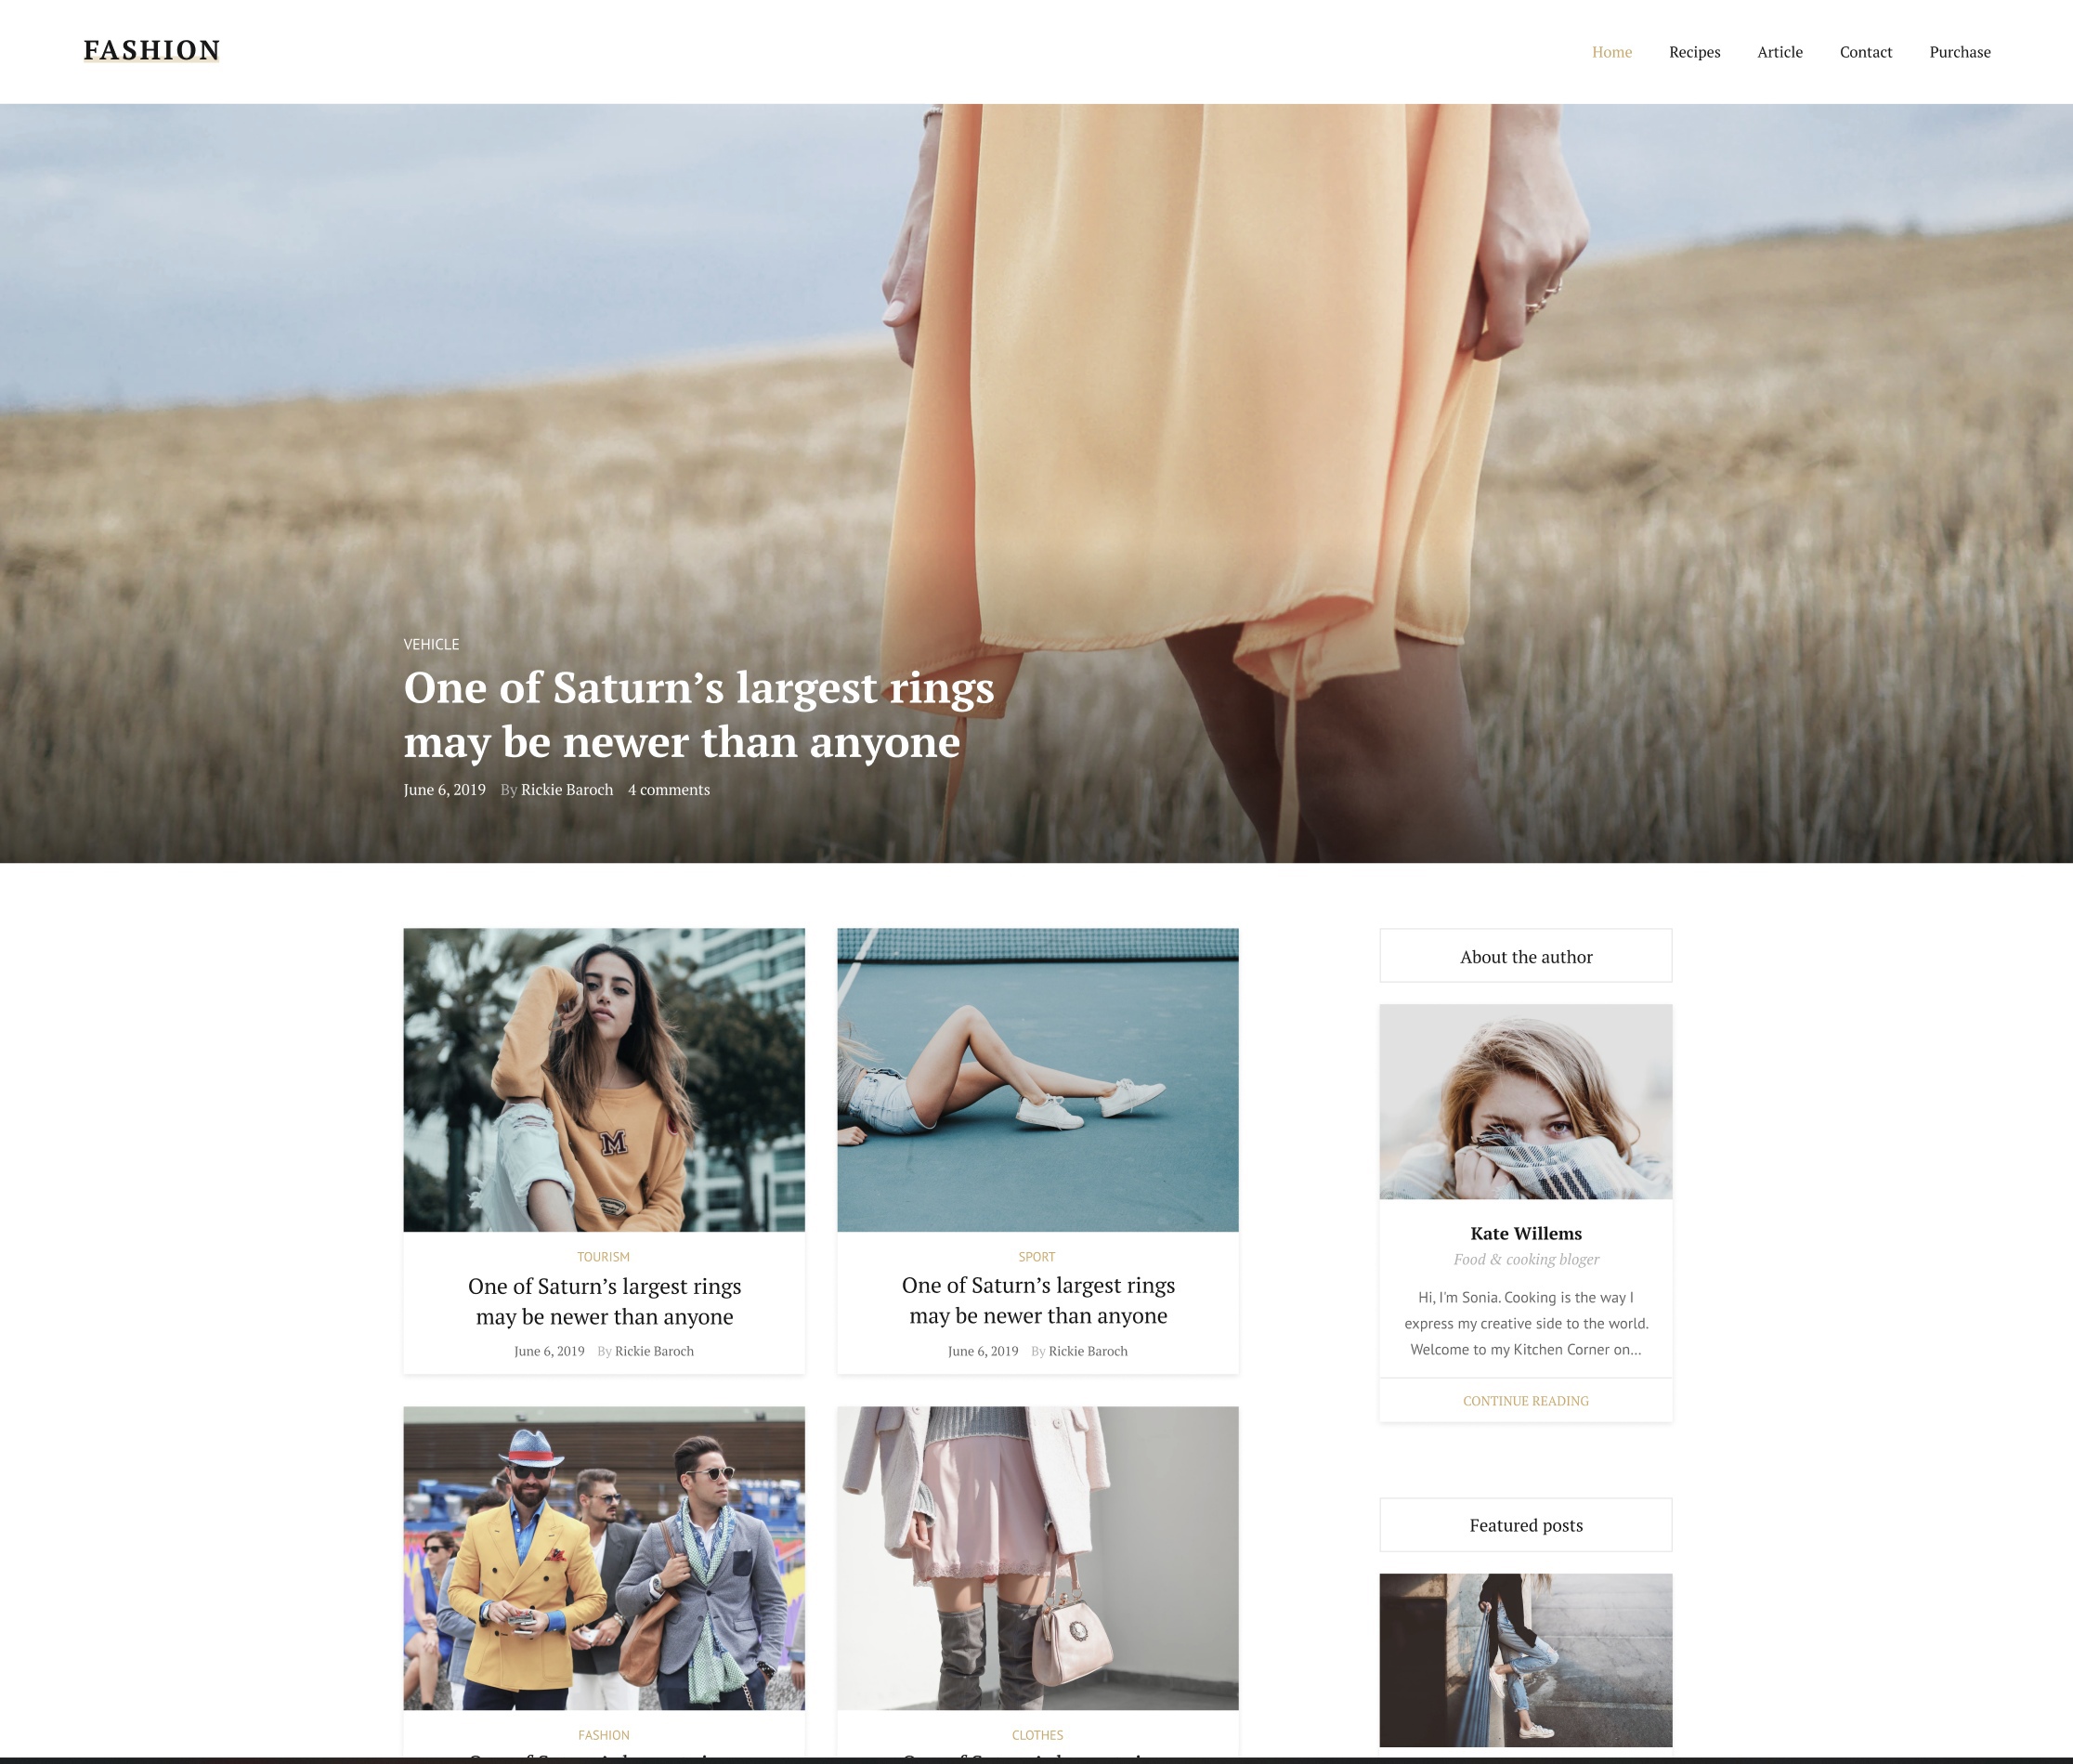 FASHION
Home Recipes Article Contact Purchase
VEHICLE
One of Saturn’s largest rings
may be newer than anyone
June 6, 2019 By Rickie Baroch 4 comments
M
TOURISM
One of Saturn’s largest rings
may be newer than anyone
June 6, 2019 By Rickie Baroch
SPORT
One of Saturn’s largest rings
may be newer than anyone
June 6, 2019 By Rickie Baroch
FASHION
CLOTHES
About the author
Kate Willems
Food & cooking bloger
Hi, I'm Sonia. Cooking is the way I
express my creative side to the world.
Welcome to my Kitchen Corner on...
CONTINUE READING
Featured posts